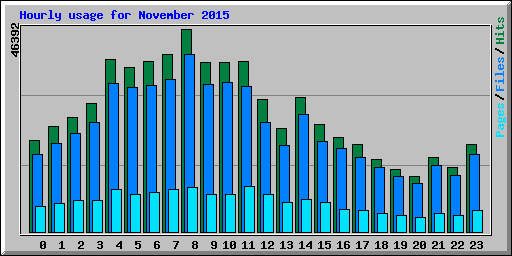 Hourly usage for November 2015
46392
Pages/Files/Hits
0 1 2 3 4 5 6 7 8 9 10 11 12 13 14 15 16 17 18 19 20 21 22 23